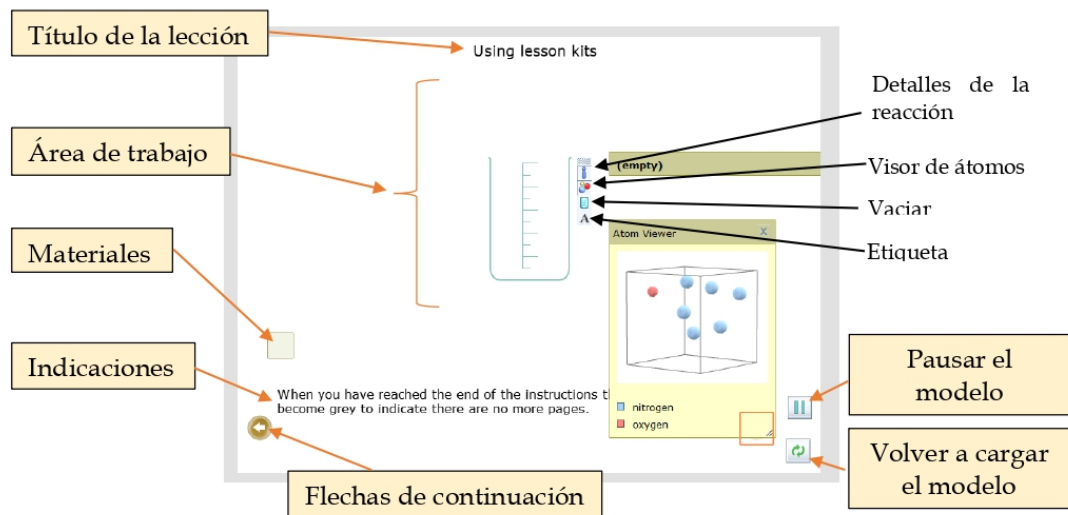 Título de la lección
Using lesson kits
Detalles de la
reacción
Área de trabajo
(empty)
Visor de átomos
Vaciar
A
Etiqueta
Atom Viewer
X
Materiales
Indicaciones
When you have reached the end of the instructions t
become grey to indicate there are no more pages.
nitrogen
oxygen
Pausar el
modelo
Volver a cargar
el modelo
Flechas de continuación